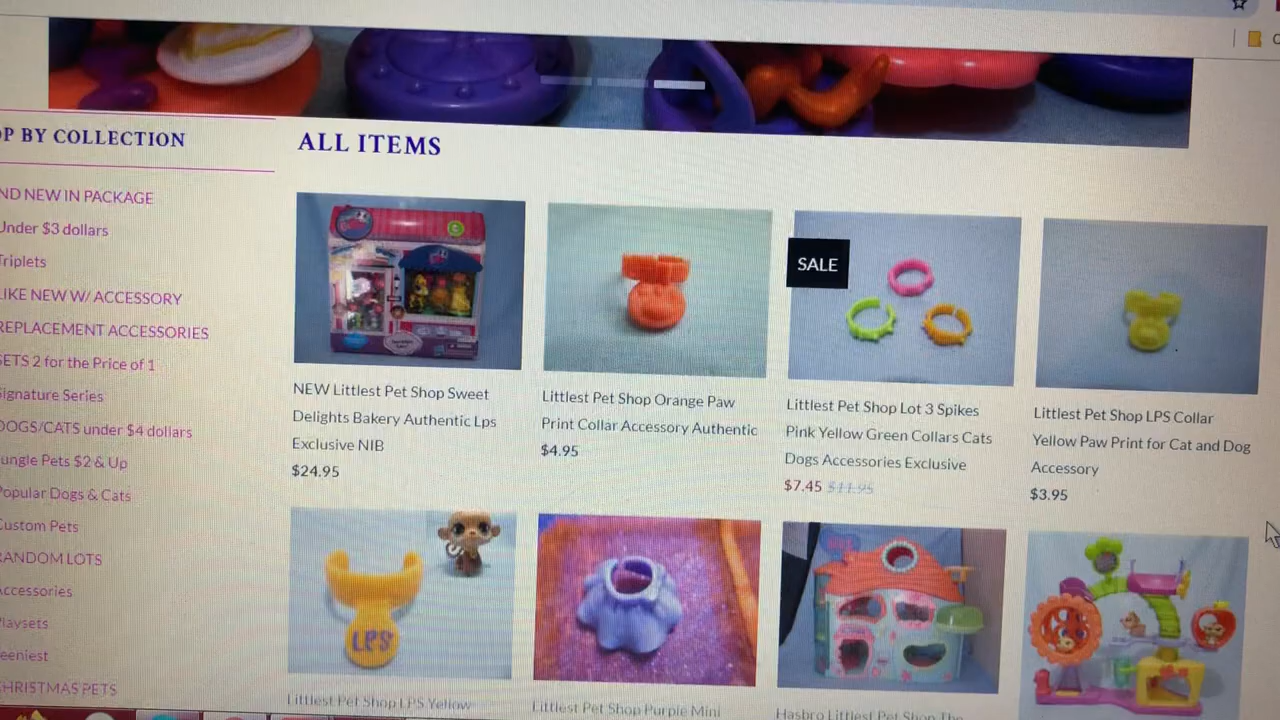 OP BY COLLECTION
ND NEW IN PACKAGE
Under $3 dollars
Triplets
LIKE NEW W/ ACCESSORY
REPLACEMENT ACCESSORIES
SETS 2 for the Price of 1
Signature Series
DOGS/CATS under $4 dollars
ungle Pets $2 & Up
Popular Dogs & Cats
Custom Pets
RANDOM LOTS
Accessories
Playsets
eeniest
CHRISTMAS PETS
ALL ITEMS
NEW Littlest Pet Shop Sweet
Delights Bakery Authentic Lps
Exclusive NIB
$24.95
Littlest Pet Shop Orange Paw
Print Collar Accessory Authentic
$4.95
SALE
Littlest Pet Shop Lot 3 Spikes
Pink Yellow Green Collars Cats
Dogs Accessories Exclusive
$7.45 $11.95
Littlest Pet Shop LPS Collar
Yellow Paw Print for Cat and Dog
Accessory
$3.95
LPS
Littlest Pet Shop LPS Yellow
Littlest Pet Shop Purple Mini
Hasbro Littlest Pet Shop The